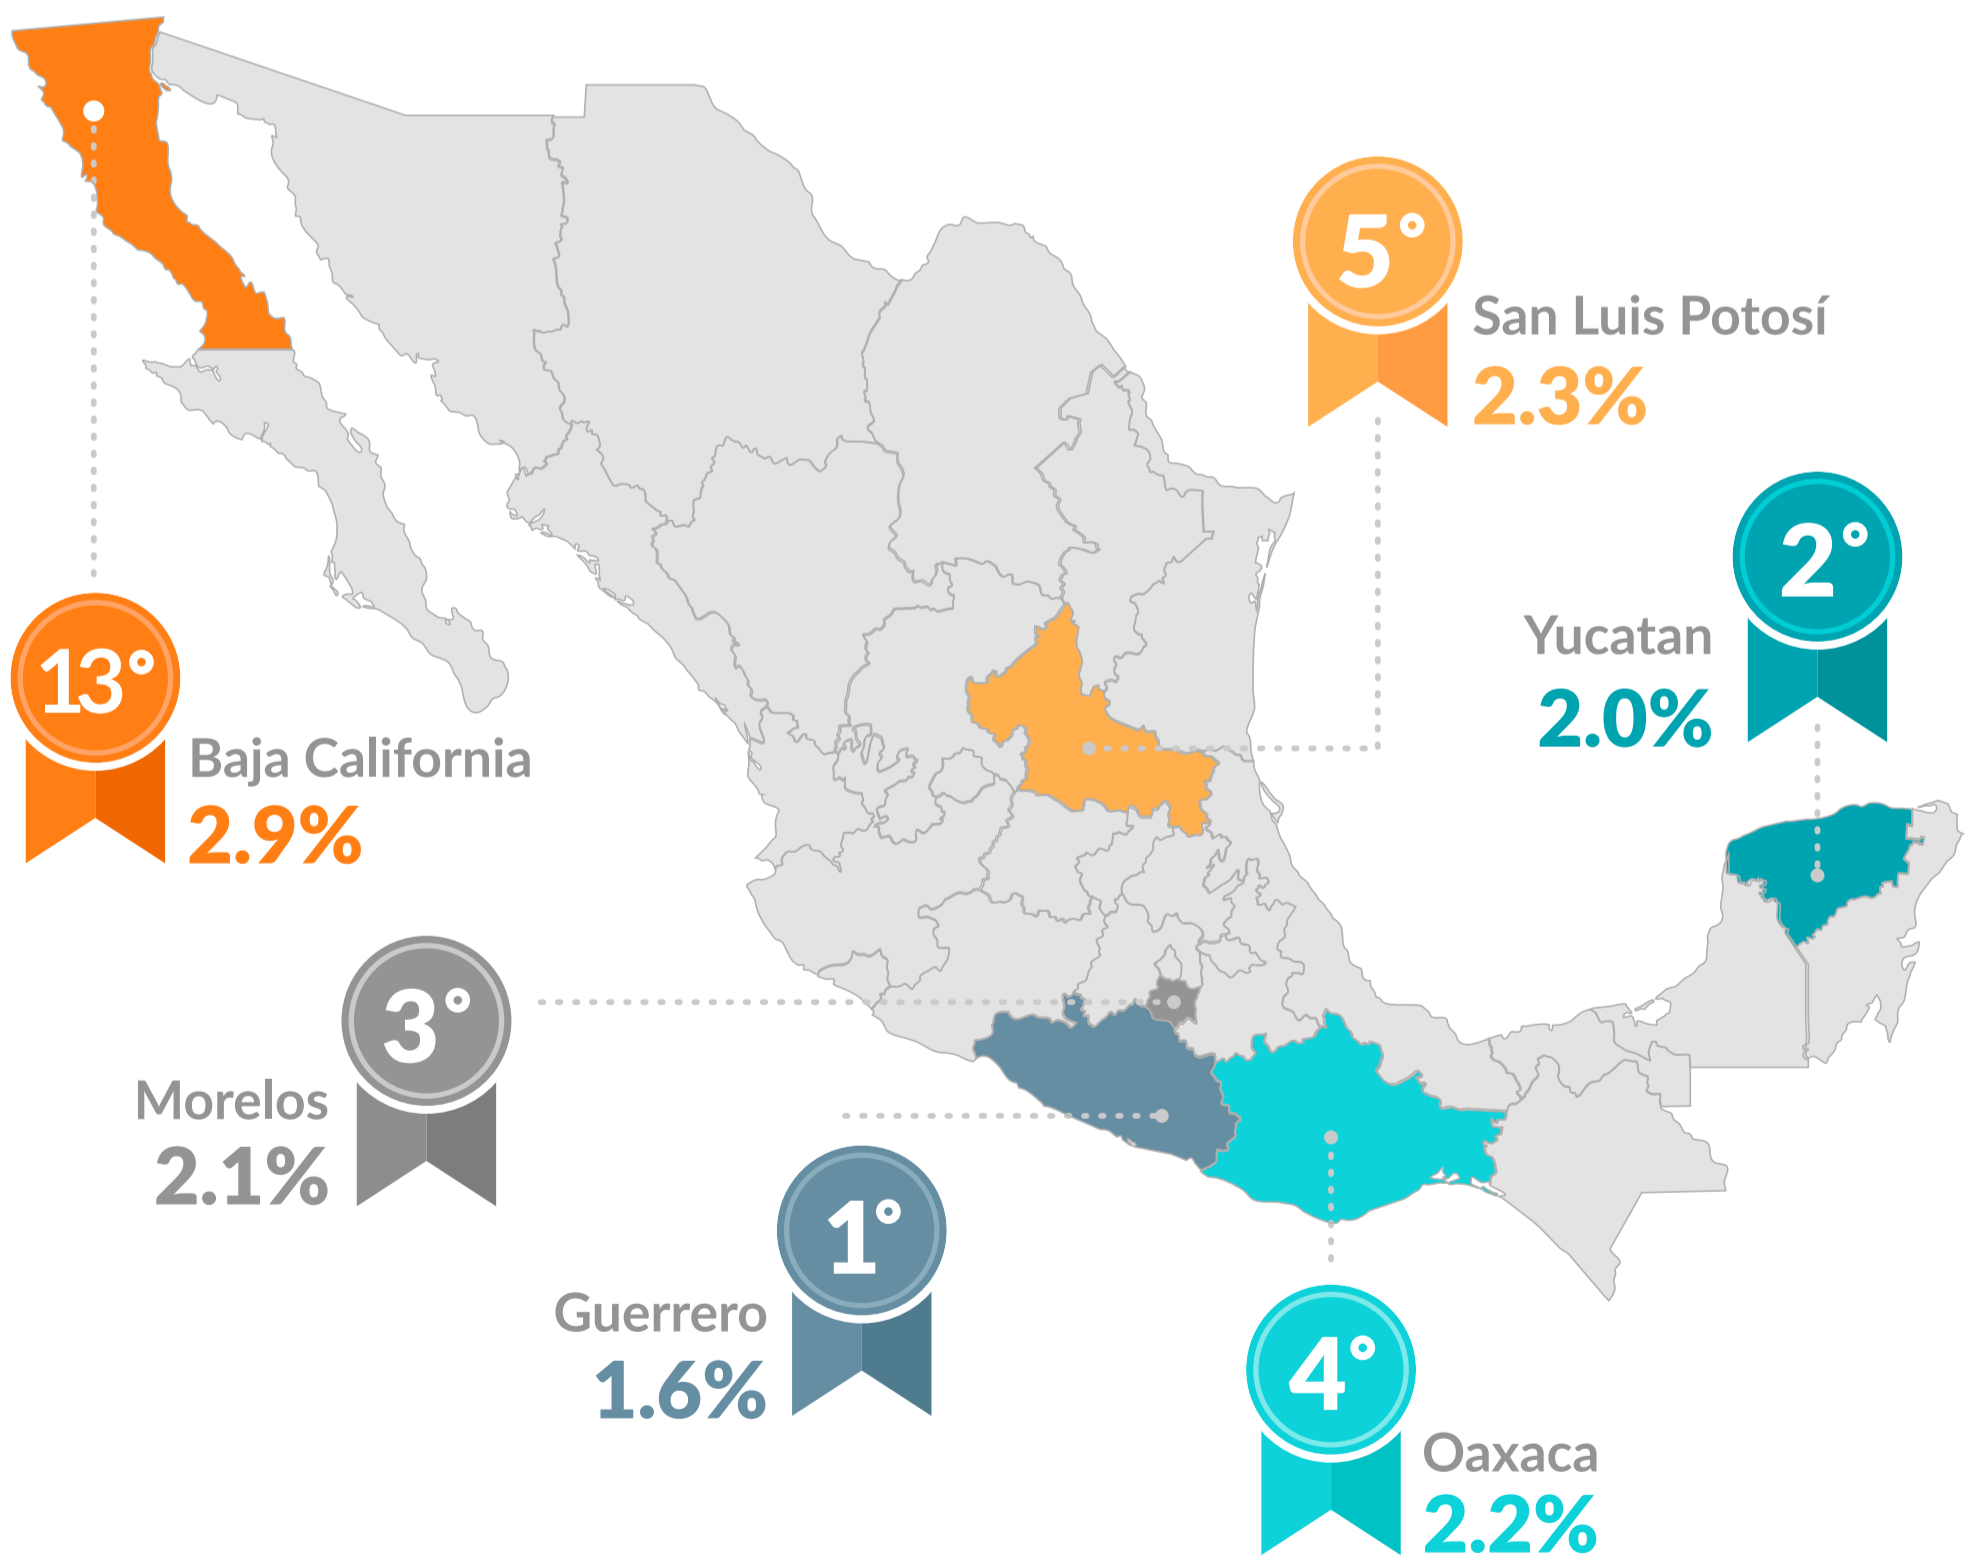 5°
San Luis Potosí
2.3%
2°
Yucatan
2.0%
13°
Baja California
2.9%
3°
Morelos
2.1%
1°
Guerrero
1.6%
4°
Oaxaca
2.2%